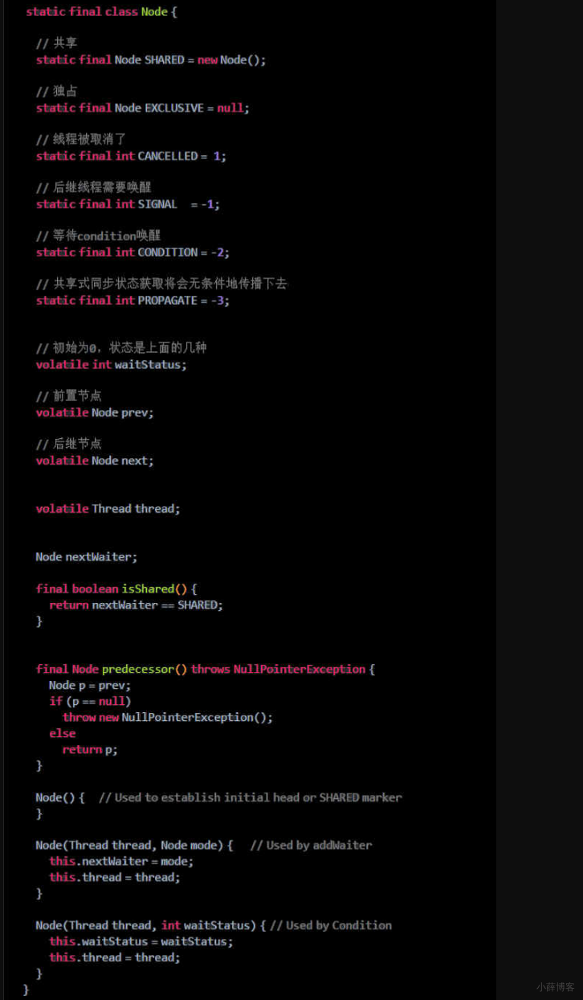 static final class Node {
// 共享
static final Node SHARED = new Node();
// 独占
static final Node EXCLUSIVE = null;
// 线程被取消了
static final int CANCELLED = 1;
// 后继线程需要唤醒
static final int SIGNAL = -1;
// 等待condition唤醒
static final int CONDITION = -2;
// 共享式同步状态获取将会无条件地传播下去
static final int PROPAGATE = -3;
// 初始为0，状态是上面的几种
volatile int waitStatus;
// 前置节点
volatile Node prev;
// 后继节点
volatile Node next;
volatile Thread thread;
Node nextWaiter;
final boolean isShared() {
return nextWaiter == SHARED;
}
final Node predecessor() throws NullPointerException {
Node p = prev;
if (p == null)
throw new NullPointerException();
else
return p;
}
Node() { // Used to establish initial head or SHARED marker
}
Node(Thread thread, Node mode) { // Used by addWaiter
this.nextWaiter = mode;
this.thread = thread;
}
Node(Thread thread, int waitStatus) { // Used by Condition
this.waitStatus = waitStatus;
this.thread = thread;
}
}
小薛博客